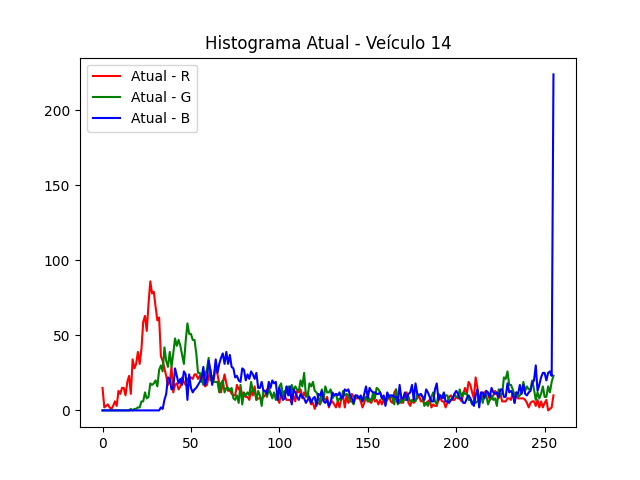 Histograma Atual - Veículo 14
Atual - R
Atual - G
Atual - B
200
150
100
50
0
0 50 100 150 200 250